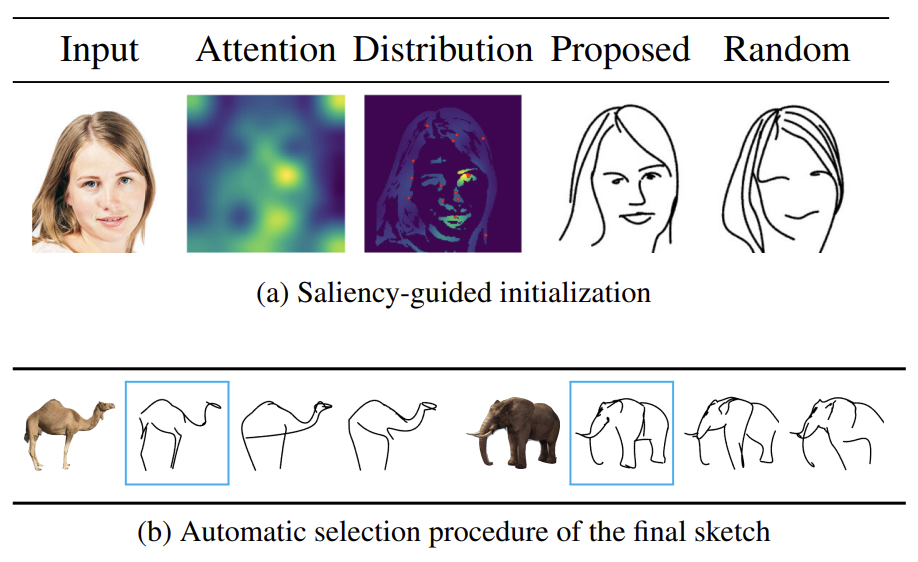 Input Attention Distribution Proposed Random
(a) Saliency-guided initialization
(b) Automatic selection procedure of the final sketch